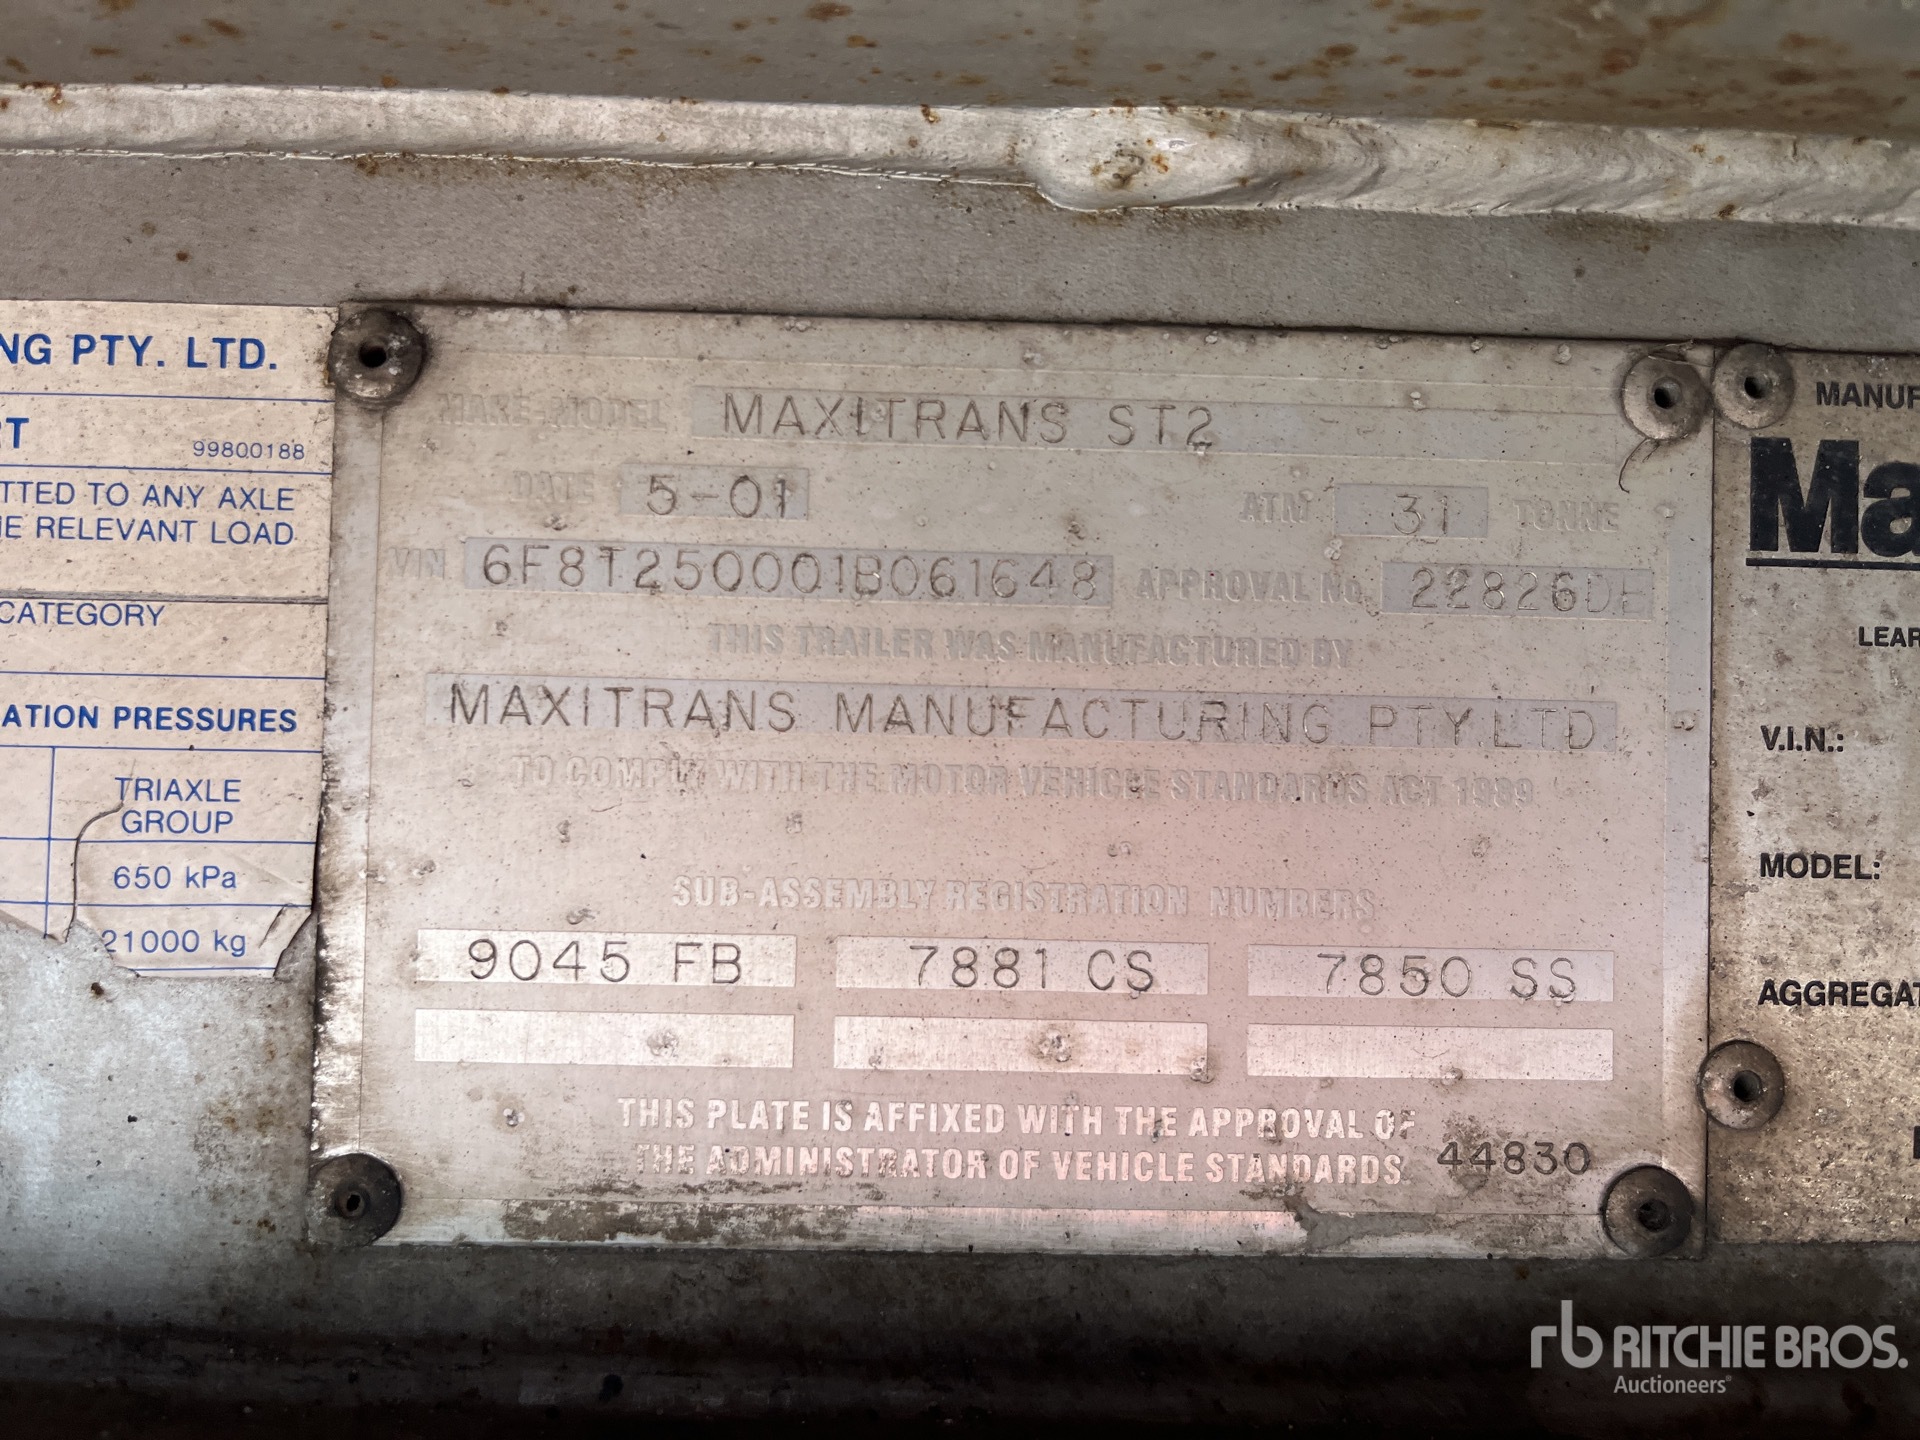 NG PTY. LTD.
RT
99800188
TTED TO ANY AXLE
HE RELEVANT LOAD
CATEGORY
ATION PRESSURES
TRIAXLE
GROUP
650 kPa
21000 kg
MAKE-MODEL MAXITRANS ST2
DATE 5-01 ATM 31 TONNE
VIN 6F8T250001B061648 APPROVAL No. 22826DE
THIS TRAILER WAS MANUFACTURED BY
MAXITRANS MANUFACTURING PTY.LTD
TO COMPLY WITH THE MOTOR VEHICLE STANDARDS ACT 1989
SUB-ASSEMBLY REGISTRATION NUMBERS
9045 FB 7881 CS 7850 SS
THIS PLATE IS AFFIXED WITH THE APPROVAL OF
THE ADMINISTRATOR OF VEHICLE STANDARDS. 44830
MANUF
Ma
LEAR
V.I.N.:
MODEL:
AGGREGAT
rb RITCHIE BROS.
Auctioneers®